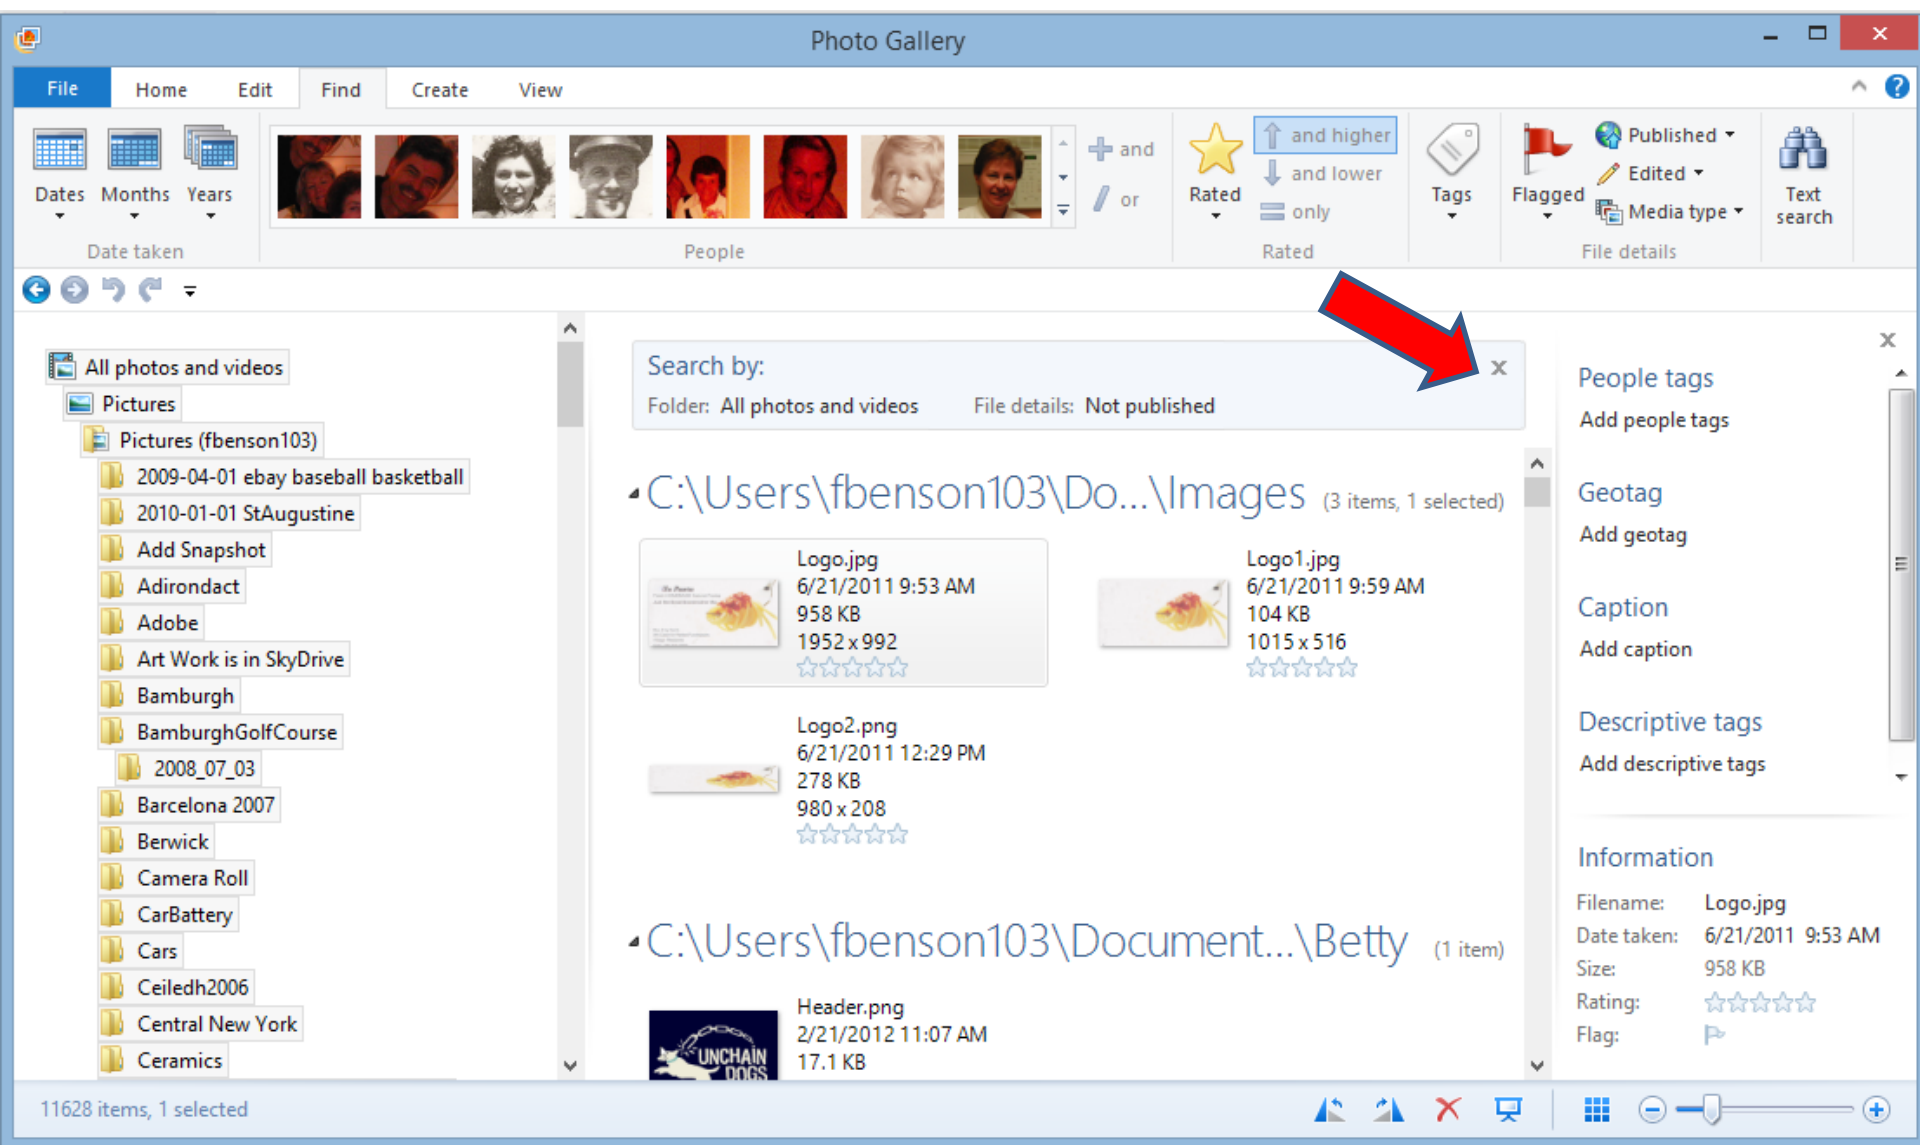 Photo Gallery
File Home Edit Find Create View
and higher
and lower
only
and
or
Dates Months Years
Rated
Tags
Flagged
Published
Edited
Media type
Text
search
Date taken
People
Rated
File details
All photos and videos
Pictures
Pictures (fbenson103)
2009-04-01 ebay baseball basketball
2010-01-01 StAugustine
Add Snapshot
Adirondact
Adobe
Art Work is in SkyDrive
Bamburgh
BamburghGolfCourse
2008_07_03
Barcelona 2007
Berwick
Camera Roll
CarBattery
Cars
Ceiledh2006
Central New York
Ceramics
Search by:
Folder: All photos and videos File details: Not published
C:\Users\fbenson103\Do...\Images (3 items, 1 selected)
Logo.jpg
6/21/2011 9:53 AM
958 KB
1952 x 992
Logo1.jpg
6/21/2011 9:59 AM
104 KB
1015 x 516
Logo2.png
6/21/2011 12:29 PM
278 KB
980 x 208
C:\Users\fbenson103\Document...\Betty (1 item)
Header.png
2/21/2012 11:07 AM
17.1 KB
UNCHAIN
DOGS
People tags
Add people tags
Geotag
Add geotag
Caption
Add caption
Descriptive tags
Add descriptive tags
Information
Filename: Logo.jpg
Date taken: 6/21/2011 9:53 AM
Size: 958 KB
Rating:
Flag:
11628 items, 1 selected